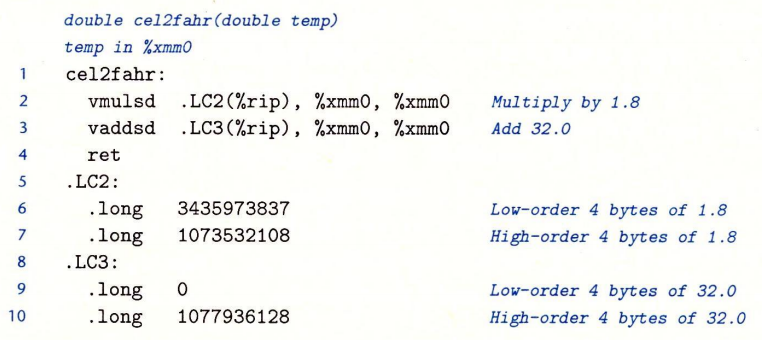 double cel2fahr(double temp)
temp in %xmm0
1 cel2fahr:
2 vmulsd .LC2(%rip), %xmm0, %xmm0 Multiply by 1.8
3 vaddsd .LC3(%rip), %xmm0, %xmm0 Add 32.0
4 ret
5 .LC2:
6 .long 3435973837 Low-order 4 bytes of 1.8
7 .long 1073532108 High-order 4 bytes of 1.8
8 .LC3:
9 .long 0 Low-order 4 bytes of 32.0
10 .long 1077936128 High-order 4 bytes of 32.0